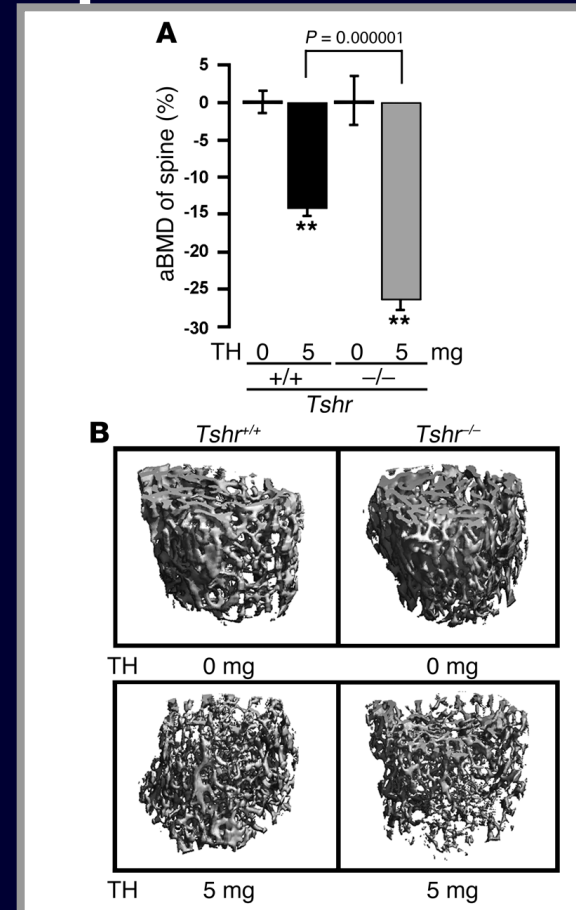 A
P = 0.000001
aBMD of spine (%)
5
0
-5
-10
-15
-20
-25
-30
**
**
TH 0 5 0 5 mg
+/+ –/–
Tshr
B
Tshr+/+ Tshr–/–
TH 0 mg 0 mg
TH 5 mg 5 mg